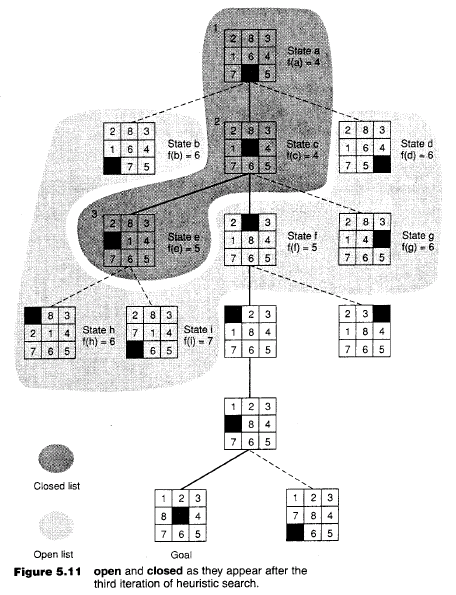 1
2 8 3
1 6 4
7 5
State a
f(a) = 4
2 8 3
1 6 4
7 5
State b
f(b) = 6
2
2 8 3
1 4
7 6 5
State c
f(c) = 4
2 8 3
1 6 4
7 5
State d
f(d) = 6
3
2 8 3
1 4
7 6 5
State e
f(e) = 5
2 3
1 8 4
7 6 5
State f
f(f) = 5
2 8 3
1 4
7 6 5
State g
f(g) = 6
8 3
2 1 4
7 6 5
State h
f(h) = 6
2 8 3
7 1 4
6 5
State i
f(i) = 7
2 3
1 8 4
7 6 5
2 3
1 8 4
7 6 5
1 2 3
8 4
7 6 5
Closed list
1 2 3
8 4
7 6 5
Goal
1 2 3
7 8 4
6 5
Open list
Figure 5.11 open and closed as they appear after the
third iteration of heuristic search.